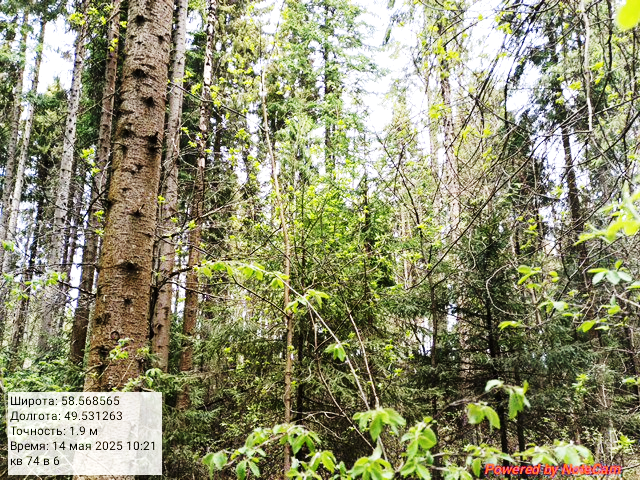 Широта: 58.568565
Долгота: 49.531263
Точность: 1,9 м
Время: 14 мая 2025 10:21
кв 74 в 6
Powered by NoteCam